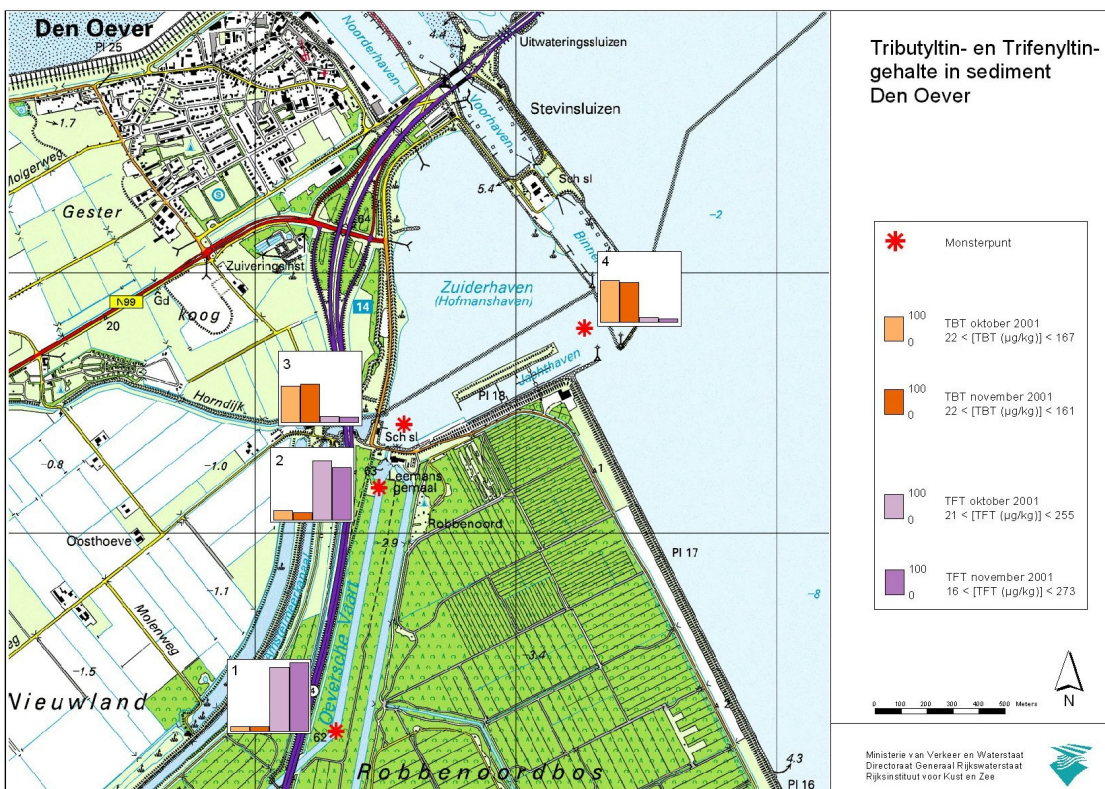 Den Oever
Pl 25
Noorderhaven
4.4
Uitwateringssluizen
Voorhaven
Stevinsluizen
1.7
Molgerweg
Gester
5.4
Sch sl
-2
64
Zuiveringsinst
Zuiderhaven
(Hofmanshaven)
4
N99
Gd
14
20
koog
3
Jachthaven
Pl 18
Horndijk
Sch sl
-0.8
-1.0
2
63
Leemans
gemaal
1
Robbenoord
Oosthoeve
-2.9
Pl 17
-1.1
-8
Molenweg
Oeversche Vaart
-3.4
-1.5
1
Nieuwland
2
62
Robbenoordbos
4.3
Pl 16
Tributyltin- en Trifenyltin-
gehalte in sediment
Den Oever
Monsterpunt
100
0
TBT oktober 2001
22 < [TBT (µg/kg)] < 167
100
0
TBT november 2001
22 < [TBT (µg/kg)] < 161
100
0
TFT oktober 2001
21 < [TFT (µg/kg)] < 255
100
0
TFT november 2001
16 < [TFT (µg/kg)] < 273
0 100 200 300 400 500 Meters
N
Ministerie van Verkeer en Waterstaat
Directoraat Generaal Rijkswaterstaat
Rijksinstituut voor Kust en Zee